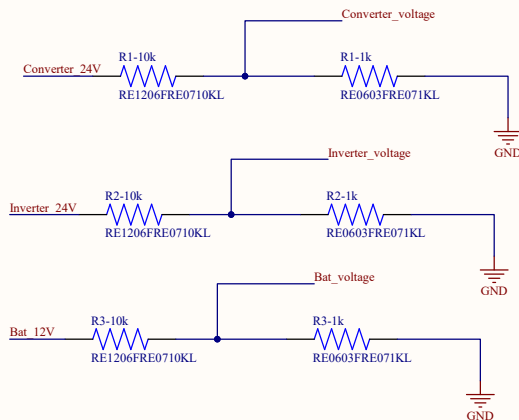 Converter_voltage
R1-10k
R1-1k
Converter_24V
RE1206FRE0710KL
RE0603FRE071KL
GND
Inverter_voltage
R2-10k
R2-1k
Inverter_24V
RE1206FRE0710KL
RE0603FRE071KL
GND
Bat_voltage
R3-10k
R3-1k
Bat_12V
RE1206FRE0710KL
RE0603FRE071KL
GND